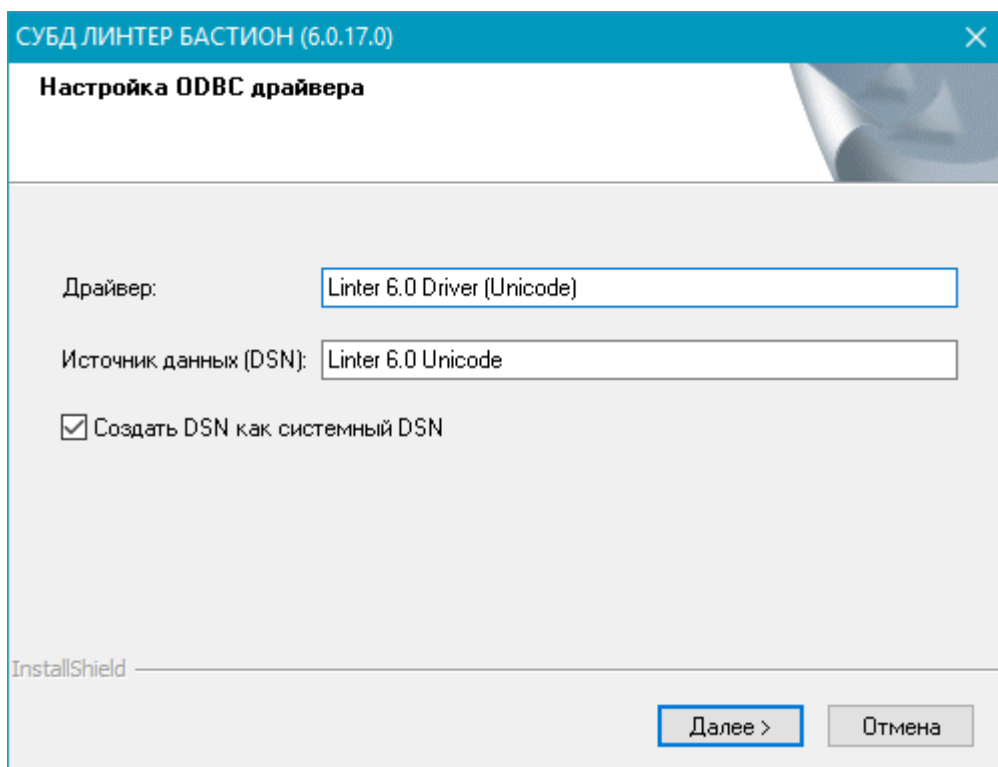 СУБД ЛИНТЕР БАСТИОН (6.0.17.0)
Настройка ODBC драйвера
Драйвер: Linter 6.0 Driver (Unicode)
Источник данных (DSN): Linter 6.0 Unicode
Создать DSN как системный DSN
InstallShield
Далее > Отмена